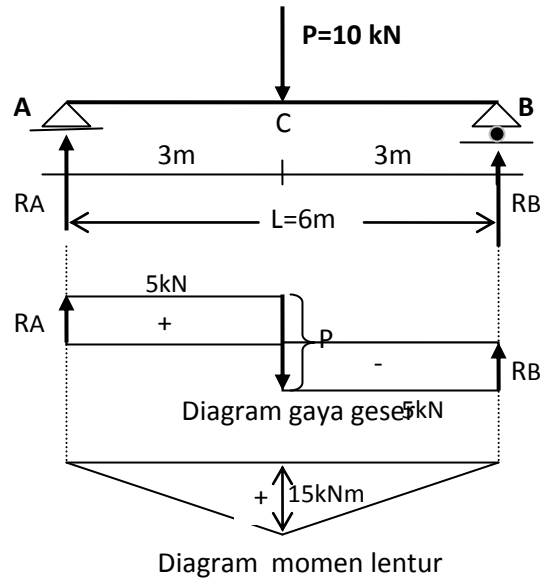 P=10 kN
A
B
C
3m
3m
RA
RB
L=6m
5kN
RA
+
P
-
RB
Diagram gaya geser
5kN
+
15kNm
Diagram momen lentur